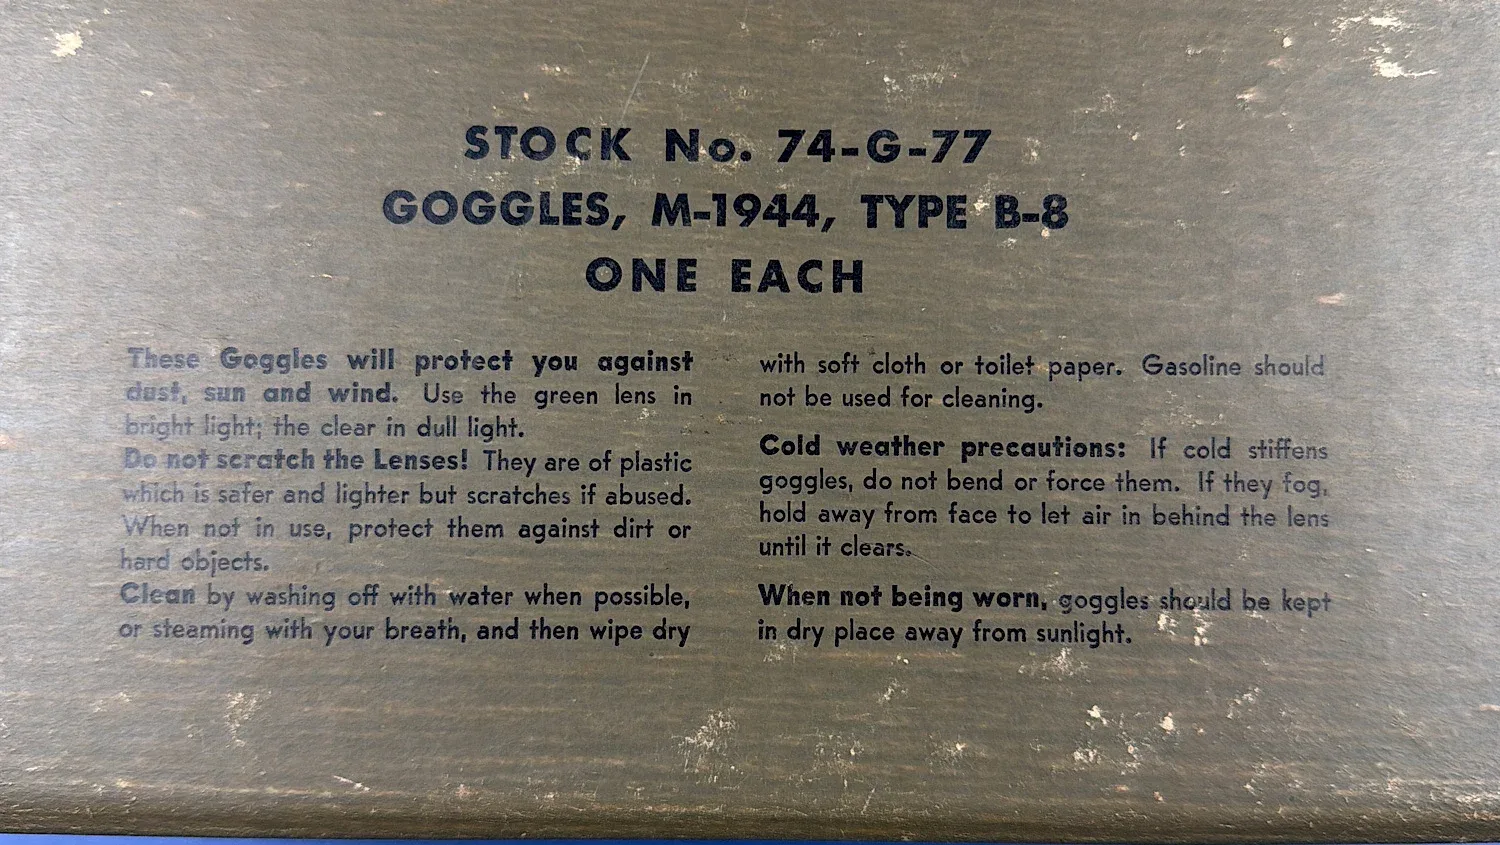 STOCK No. 74-G-77
GOGGLES, M-1944, TYPE B-8
ONE EACH
These Goggles will protect you against
dust, sun and wind. Use the green lens in
bright light; the clear in dull light.
Do not scratch the Lenses! They are of plastic
which is safer and lighter but scratches if abused.
When not in use, protect them against dirt or
hard objects.
Clean by washing off with water when possible,
or steaming with your breath, and then wipe dry
with soft cloth or toilet paper. Gasoline should
not be used for cleaning.
Cold weather precautions: If cold stiffens
goggles, do not bend or force them. If they fog,
hold away from face to let air in behind the lens
until it clears.
When not being worn, goggles should be kept
in dry place away from sunlight.